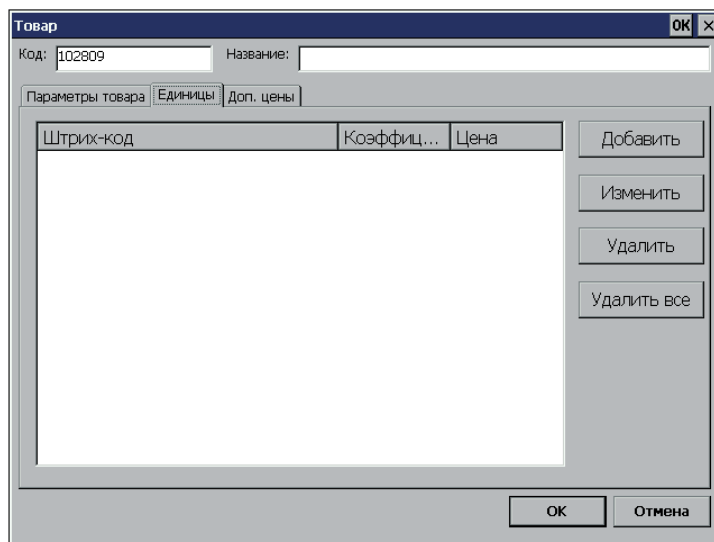 Товар OK ×
Код: 102809 Название:
Параметры товара Единицы Доп. цены
Штрих-код Коэффиц... Цена
Добавить
Изменить
Удалить
Удалить все
OK Отмена